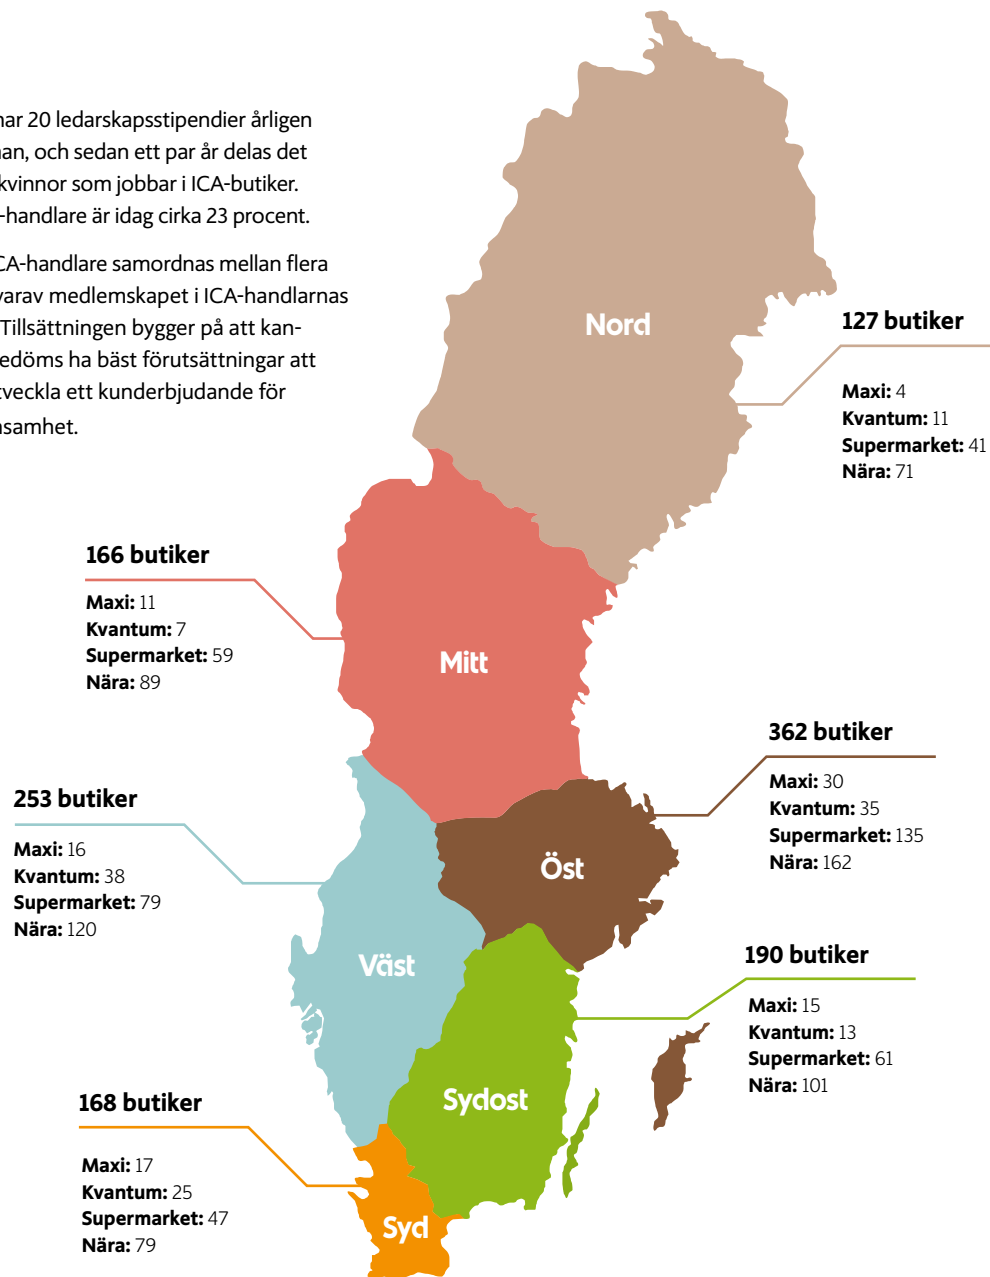 nar 20 ledarskapsstipendier årligen
nan, och sedan ett par år delas det
kvinnor som jobbar i ICA-butiker.
-handlare är idag cirka 23 procent.
CA-handlare samordnas mellan flera
varav medlemskapet i ICA-handlarnas
Tillsättningen bygger på att kan-
edöms ha bäst förutsättningar att
tveckla ett kunderbjudande för
nsamhet.
Nord
127 butiker
Maxi: 4
Kvantum: 11
Supermarket: 41
Nära: 71
166 butiker
Maxi: 11
Kvantum: 7
Supermarket: 59
Nära: 89
Mitt
362 butiker
Maxi: 30
Kvantum: 35
Supermarket: 135
Nära: 162
253 butiker
Maxi: 16
Kvantum: 38
Supermarket: 79
Nära: 120
Öst
Väst
190 butiker
Maxi: 15
Kvantum: 13
Supermarket: 61
Nära: 101
Sydost
168 butiker
Maxi: 17
Kvantum: 25
Supermarket: 47
Nära: 79
Syd